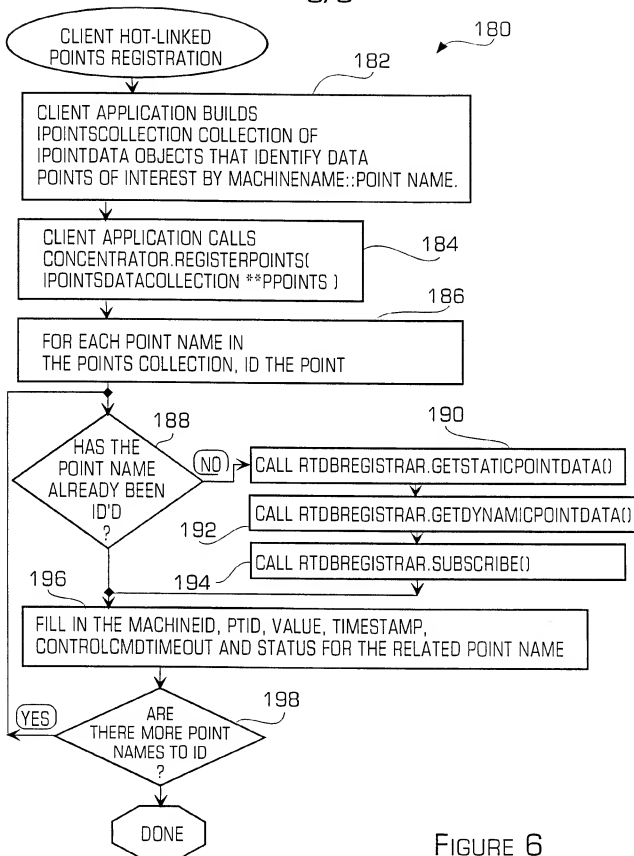 CLIENT HOT-LINKED
POINTS REGISTRATION
180
182
CLIENT APPLICATION BUILDS
IPOINTSCOLLECTION COLLECTION OF
IPOINTDATA OBJECTS THAT IDENTIFY DATA
POINTS OF INTEREST BY MACHINENAME::POINT NAME.
CLIENT APPLICATION CALLS
CONCENTRATOR.REGISTERPOINTS(
IPOINTSDATACOLLECTION **PPOINTS )
184
186
FOR EACH POINT NAME IN
THE POINTS COLLECTION, ID THE POINT
188
HAS THE
POINT NAME
ALREADY BEEN
ID'D
?
NO
190
CALL RTDBREGISTRAR.GETSTATICPOINTDATA()
192
CALL RTDBREGISTRAR.GETDYNAMICPOINTDATA()
194
CALL RTDBREGISTRAR.SUBSCRIBE()
196
FILL IN THE MACHINEID, PTID, VALUE, TIMESTAMP,
CONTROLCMDTIMEOUT AND STATUS FOR THE RELATED POINT NAME
198
YES
ARE
THERE MORE POINT
NAMES TO ID
?
DONE
FIGURE 6